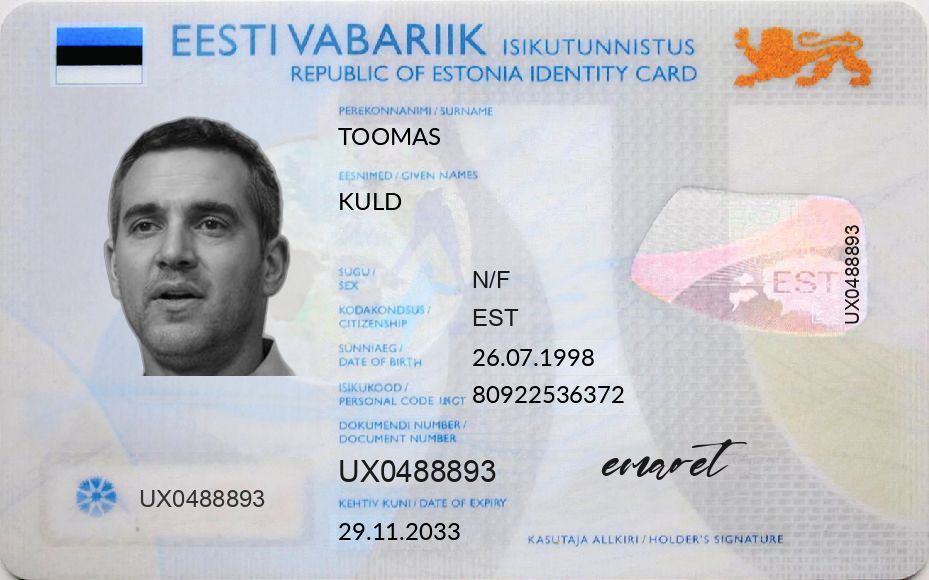 EESTI VABARIIK ISIKUTUNNISTUS
REPUBLIC OF ESTONIA IDENTITY CARD
PEREKONNANIMI / SURNAME
TOOMAS
EESNIMED / GIVEN NAMES
KULD
SUGU /
SEX
N/F
KODAKONDSUS /
CITIZENSHIP
EST
SÜNNIAEG /
DATE OF BIRTH
26.07.1998
ISIKUKOOD /
PERSONAL CODE
80922536372
DOKUMENDI NUMBER /
DOCUMENT NUMBER
UX0488893
KEHTIV KUNI / DATE OF EXPIRY
29.11.2033
UX0488893
EST
UX0488893
emaret
KASUTAJA ALLKIRI / HOLDER'S SIGNATURE